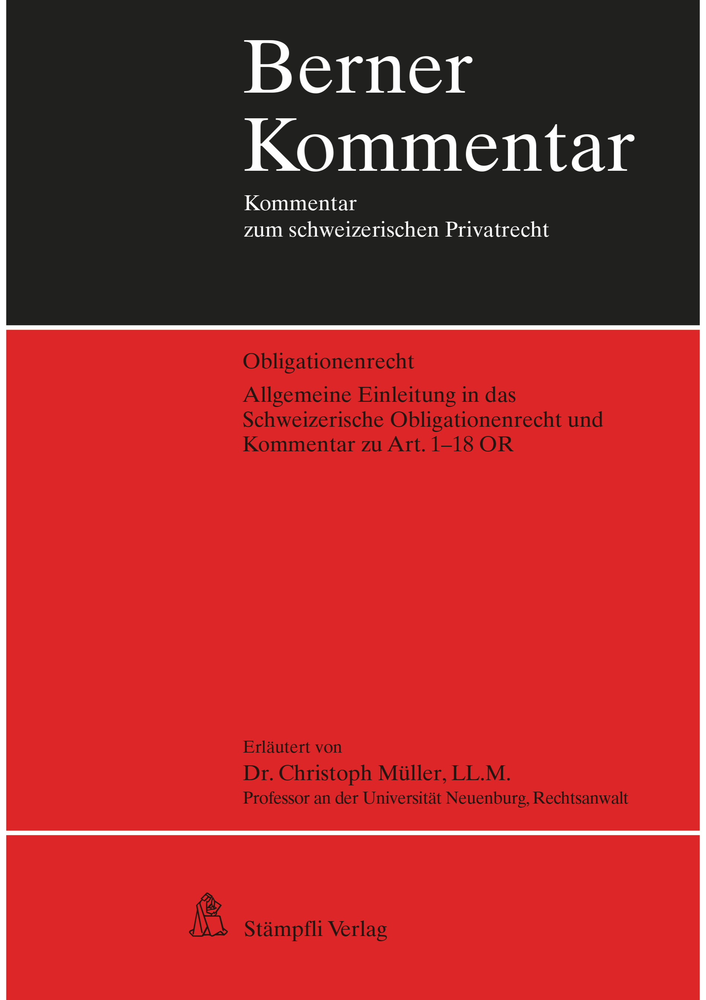 Berner
Kommentar
Kommentar
zum schweizerischen Privatrecht
Obligationenrecht
Allgemeine Einleitung in das
Schweizerische Obligationenrecht und
Kommentar zu Art. 1–18 OR
Erläutert von
Dr. Christoph Müller, LL.M.
Professor an der Universität Neuenburg, Rechtsanwalt
Stämpfli Verlag